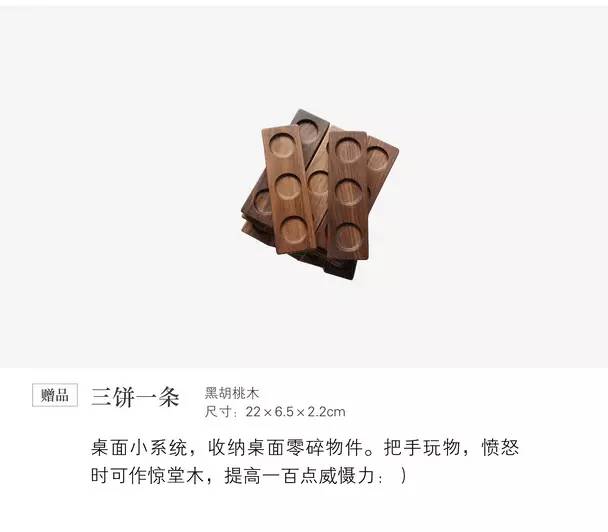 赠品
三饼一条
黑胡桃木
尺寸：22×6.5×2.2cm
桌面小系统，收纳桌面零碎物件。把手玩物，愤怒
时可作惊堂木，提高一百点威慑力：）